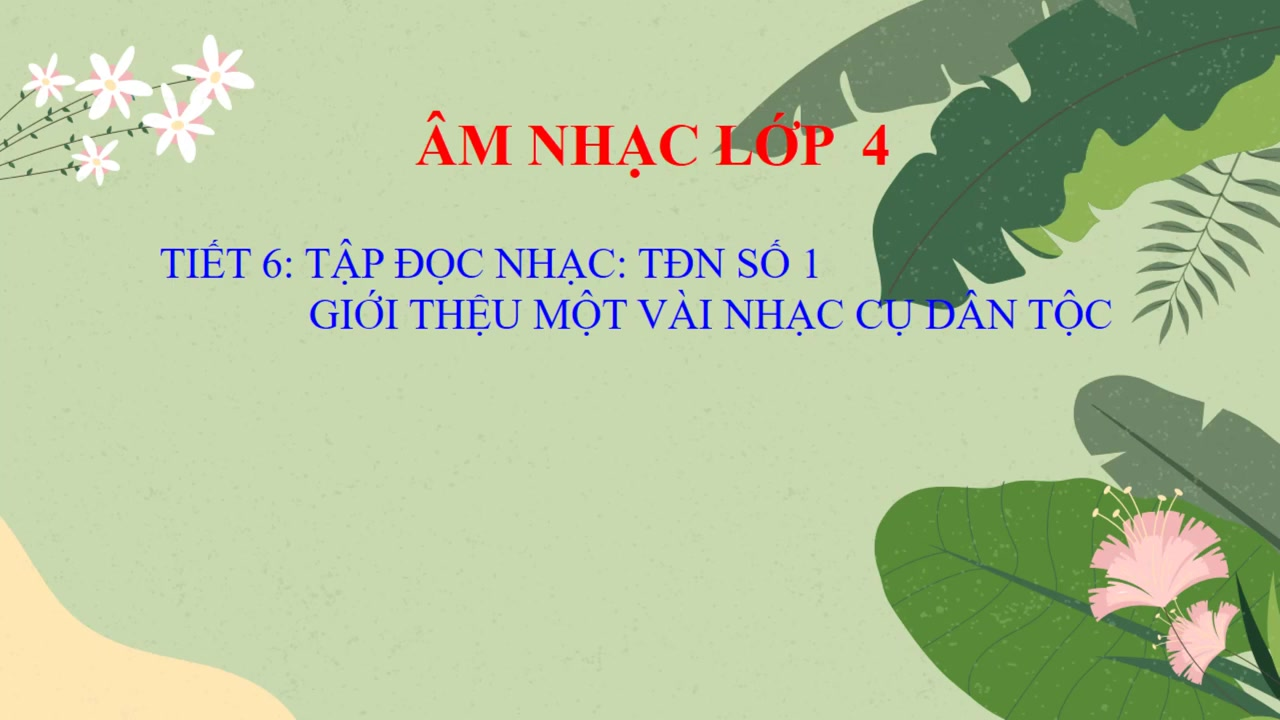 ÂM NHẠC LỚP 4
TIẾT 6: TẬP ĐỌC NHẠC: TĐN SỐ 1
GIỚI THỆU MỘT VÀI NHẠC CỤ DÂN TỘC